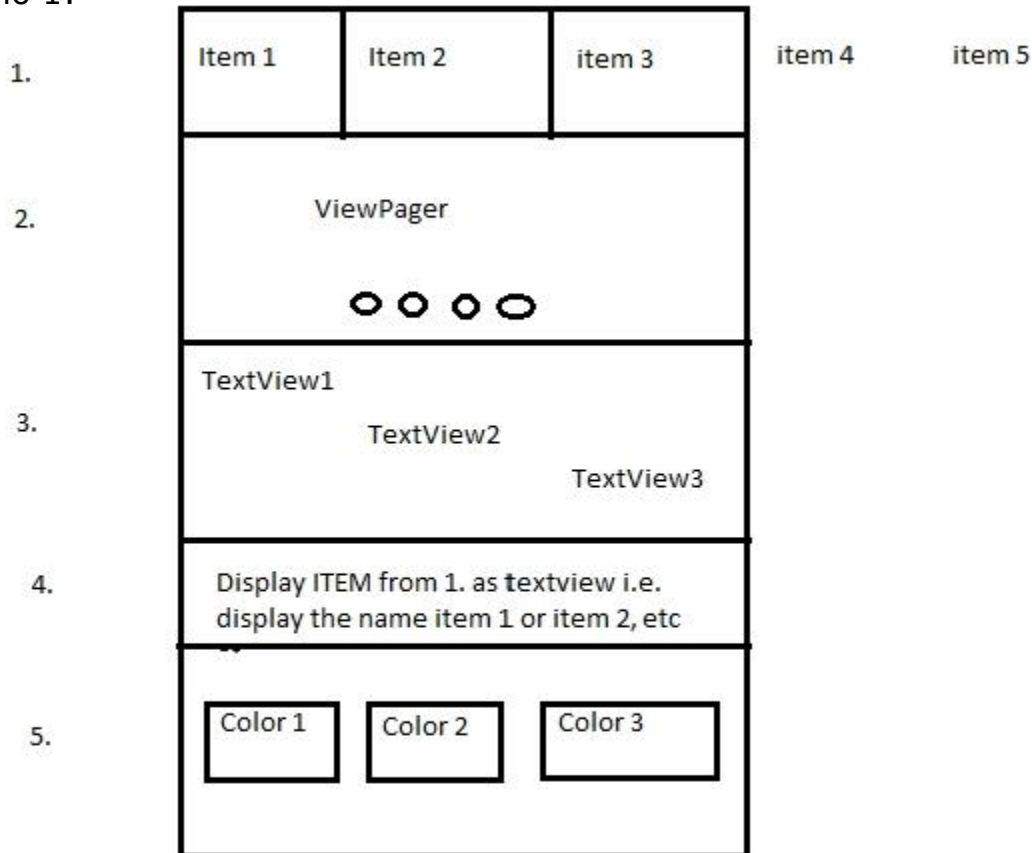 1.
Item 1
Item 2
item 3
item 4
item 5
2.
ViewPager
3.
TextView1
TextView2
TextView3
4.
Display ITEM from 1. as textview i.e.
display the name item 1 or item 2, etc
5.
Color 1
Color 2
Color 3